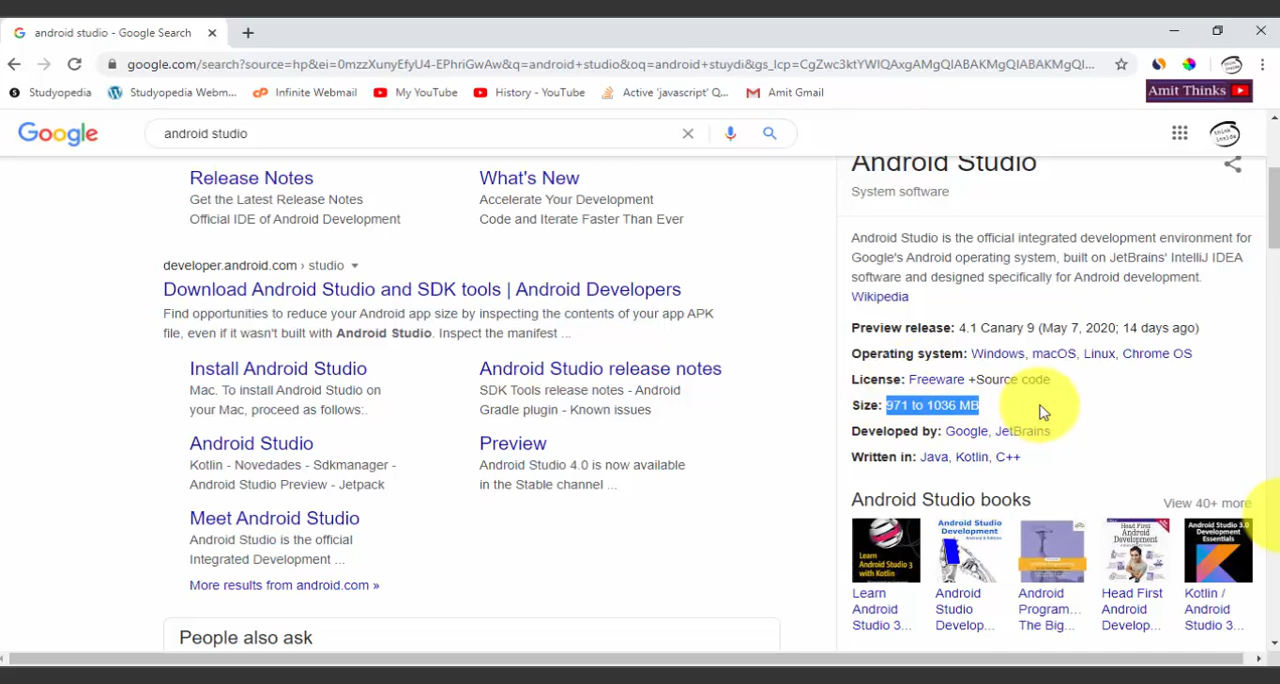 android studio - Google Search
google.com/search?source=hp&ei=0mzzXunyEfyU4-EPhriGwAw&q=android+studio&oq=android+stuydi&gs_lcp=CgZwc3ktYWIQAxgAMgQIABAKMgQIABAKMgQI...
Studyopedia
Studyopedia Webm...
Infinite Webmail
My YouTube
History - YouTube
Active 'javascript' Q...
Amit Gmail
Amit Thinks
Google
android studio
Release Notes
Get the Latest Release Notes
Official IDE of Android Development
What's New
Accelerate Your Development
Code and Iterate Faster Than Ever
developer.android.com › studio
Download Android Studio and SDK tools | Android Developers
Find opportunities to reduce your Android app size by inspecting the contents of your app APK
file, even if it wasn't built with Android Studio. Inspect the manifest ...
Install Android Studio
Mac. To install Android Studio on
your Mac, proceed as follows:.
Android Studio release notes
SDK Tools release notes - Android
Gradle plugin - Known issues
Android Studio
Kotlin - Novedades - Sdkmanager -
Android Studio Preview - Jetpack
Preview
Android Studio 4.0 is now available
in the Stable channel ...
Meet Android Studio
Android Studio is the official
Integrated Development ...
More results from android.com »
People also ask
Android Studio
System software
Android Studio is the official integrated development environment for
Google's Android operating system, built on JetBrains' IntelliJ IDEA
software and designed specifically for Android development.
Wikipedia
Preview release: 4.1 Canary 9 (May 7, 2020; 14 days ago)
Operating system: Windows, macOS, Linux, Chrome OS
License: Freeware +Source code
Size: 971 to 1036 MB
Developed by: Google, JetBrains
Written in: Java, Kotlin, C++
Android Studio books
View 40+ more
Learn
Android
Studio 3...
Android
Studio
Develop...
Android
Program...
The Big...
Head First
Android
Develop...
Kotlin /
Android
Studio 3...